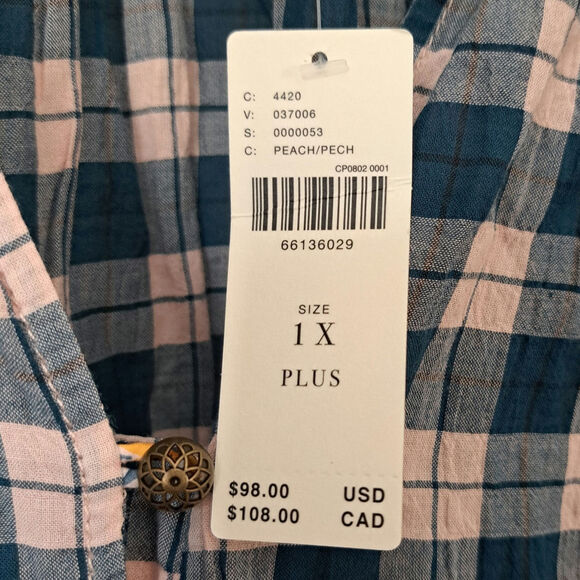 C: 4420
V: 037006
S: 0000053
C: PEACH/PECH
CP0802 0001
66136029
SIZE
1 X
PLUS
$98.00 USD
$108.00 CAD